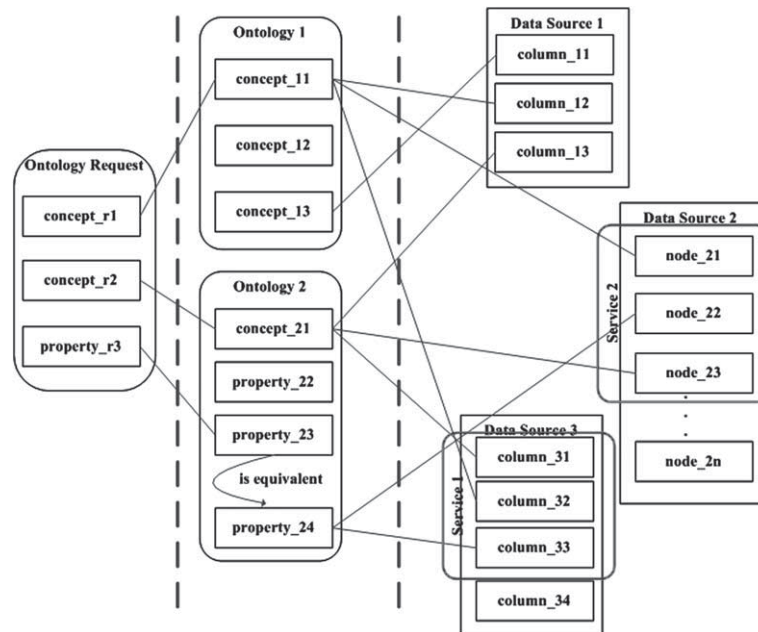 Ontology Request
concept_r1
concept_r2
property_r3
Ontology 1
concept_11
concept_12
concept_13
Ontology 2
concept_21
property_22
property_23
is equivalent
property_24
Data Source 1
column_11
column_12
column_13
Data Source 2
Service 2
node_21
node_22
node_23
node_2n
Data Source 3
Service 1
column_31
column_32
column_33
column_34